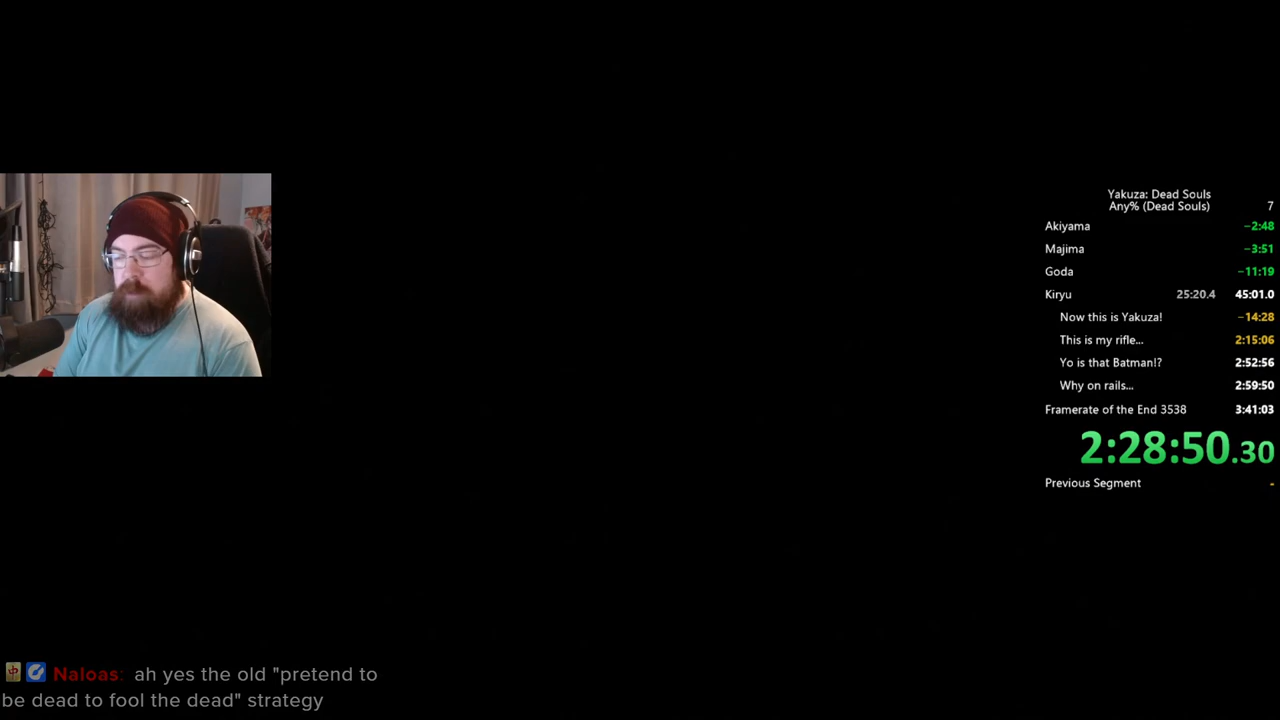 Yakuza: Dead Souls
Any% (Dead Souls) 7
Akiyama −2:48
Majima −3:51
Goda −11:19
Kiryu 25:20.4 45:01.0
Now this is Yakuza! −14:28
This is my rifle... 2:15:06
Yo is that Batman!? 2:52:56
Why on rails... 2:59:50
Framerate of the End 3538 3:41:03
2:28:50.30
Previous Segment -
Naloas: ah yes the old "pretend to
be dead to fool the dead" strategy